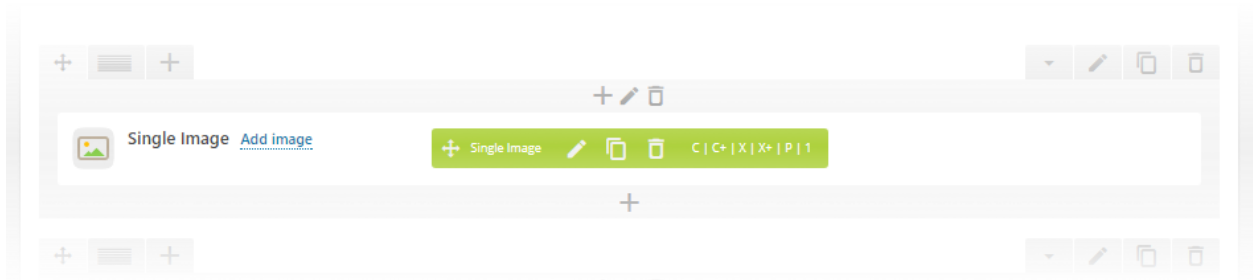 Single Image Add image
Single Image C | C+ | X | X+ | P | 1